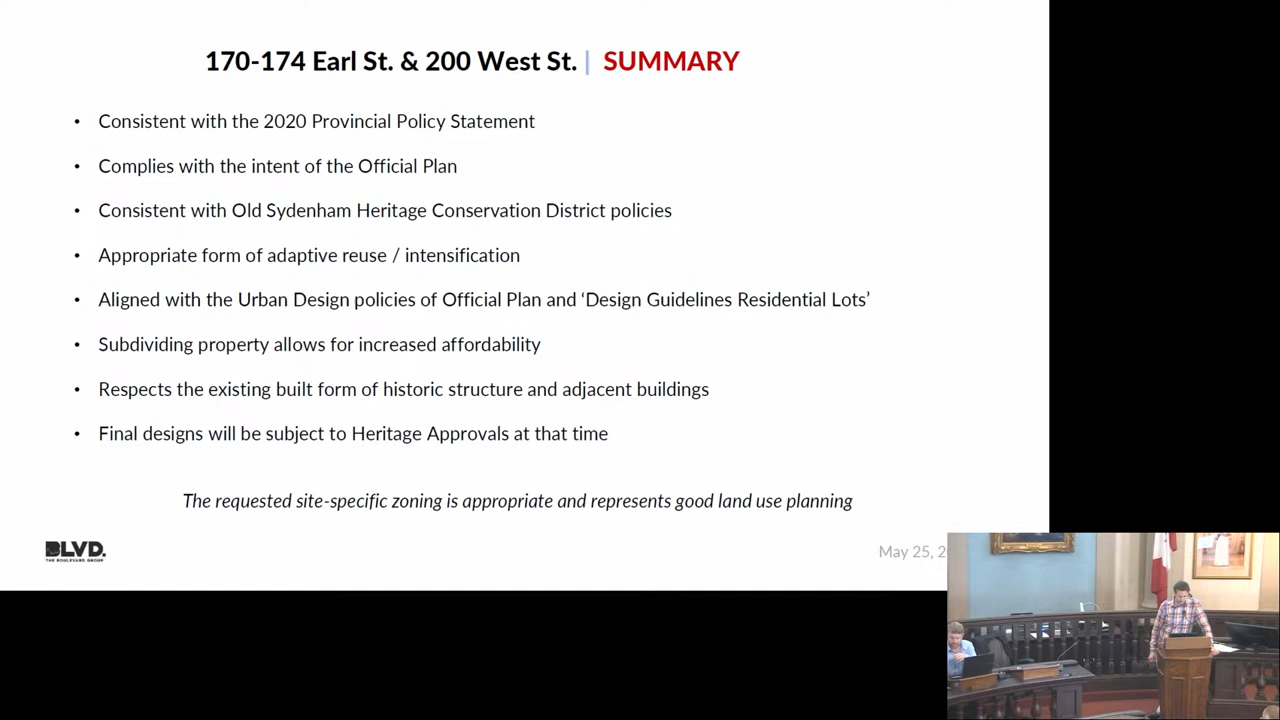 170-174 Earl St. & 200 West St. | SUMMARY
• Consistent with the 2020 Provincial Policy Statement
• Complies with the intent of the Official Plan
• Consistent with Old Sydenham Heritage Conservation District policies
• Appropriate form of adaptive reuse / intensification
• Aligned with the Urban Design policies of Official Plan and ‘Design Guidelines Residential Lots’
• Subdividing property allows for increased affordability
• Respects the existing built form of historic structure and adjacent buildings
• Final designs will be subject to Heritage Approvals at that time
The requested site-specific zoning is appropriate and represents good land use planning
BLVD.
THE BOULEVARD GROUP
May 25, 2